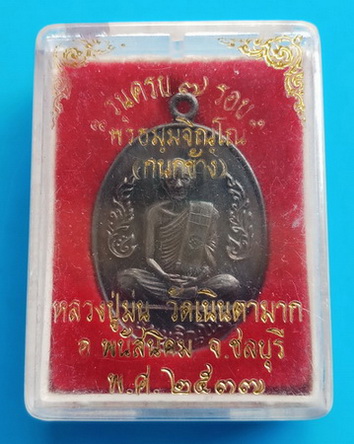 รุ่นครบ ๗ รอบ
พรหมมุมจิณฺโณ
(กนกข้าง)
หลวงปู่ม่น วัดเนินตามาก
อ.พนัสนิคม จ.ชลบุรี
พ.ศ.๒๕๓๗